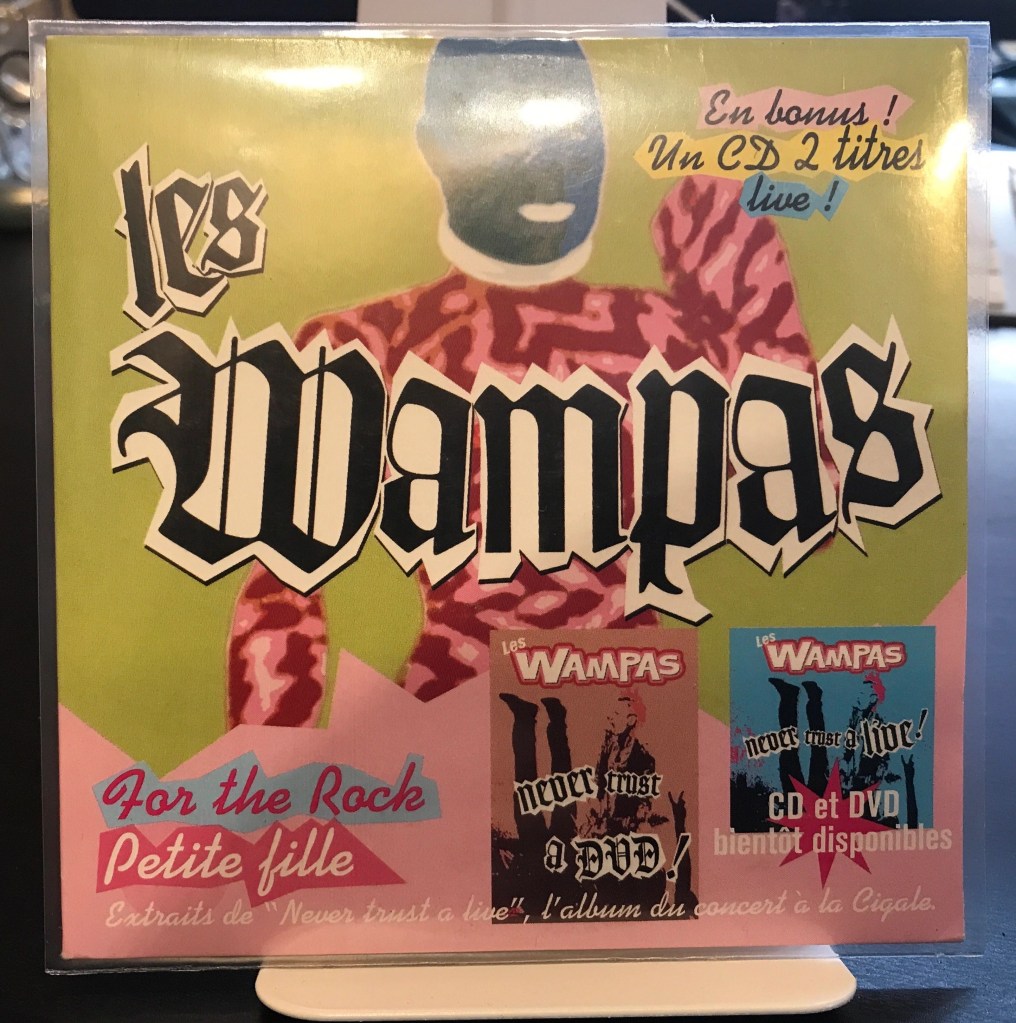 En bonus !
Un CD 2 titres
live !
Les
Wampas
Les
WAMPAS
never trust
a DVD !
Les
WAMPAS
never trust a live !
CD et DVD
bientôt disponibles
For the Rock
Petite fille
Extraits de "Never trust a live", l'album du concert à la Cigale.